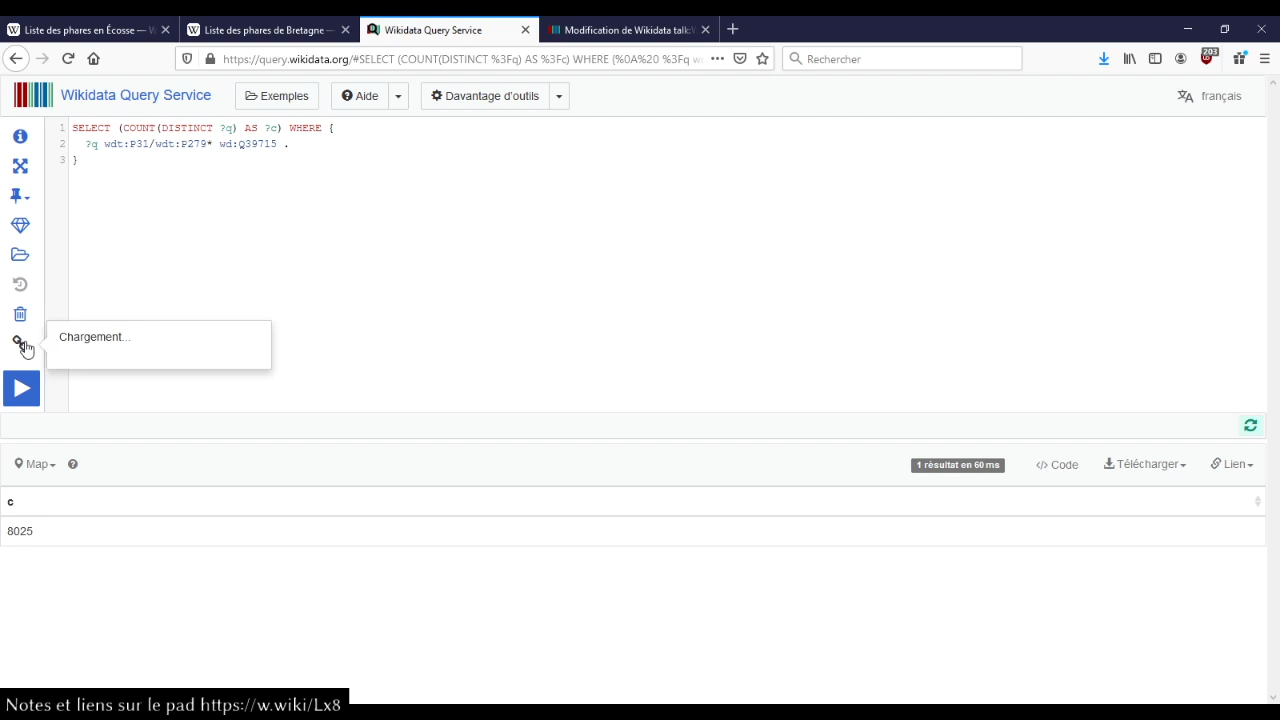 Liste des phares en Écosse — W
Liste des phares de Bretagne —
Wikidata Query Service
Modification de Wikidata talk:W
https://query.wikidata.org/#SELECT (COUNT(DISTINCT %3Fq) AS %3Fc) WHERE {%0A%20 %3Fq w
Rechercher
203
Wikidata Query Service
Exemples
Aide
Davantage d'outils
français
1 SELECT (COUNT(DISTINCT ?q) AS ?c) WHERE {
2 ?q wdt:P31/wdt:P279* wd:Q39715 .
3 }
Chargement...
Map
1 résultat en 60 ms
</> Code
Télécharger
Lien
c
8025
Notes et liens sur le pad https://w.wiki/Lx8